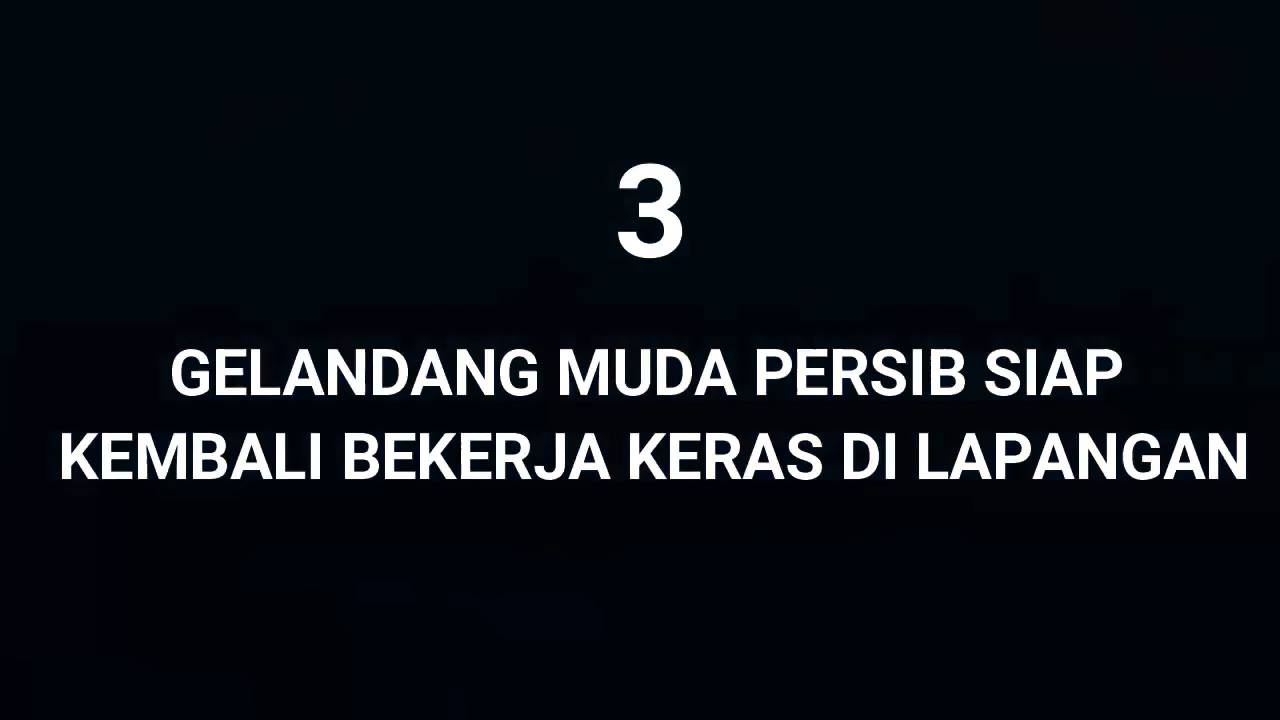 3
GELANDANG MUDA PERSIB SIAP
KEMBALI BEKERJA KERAS DI LAPANGAN